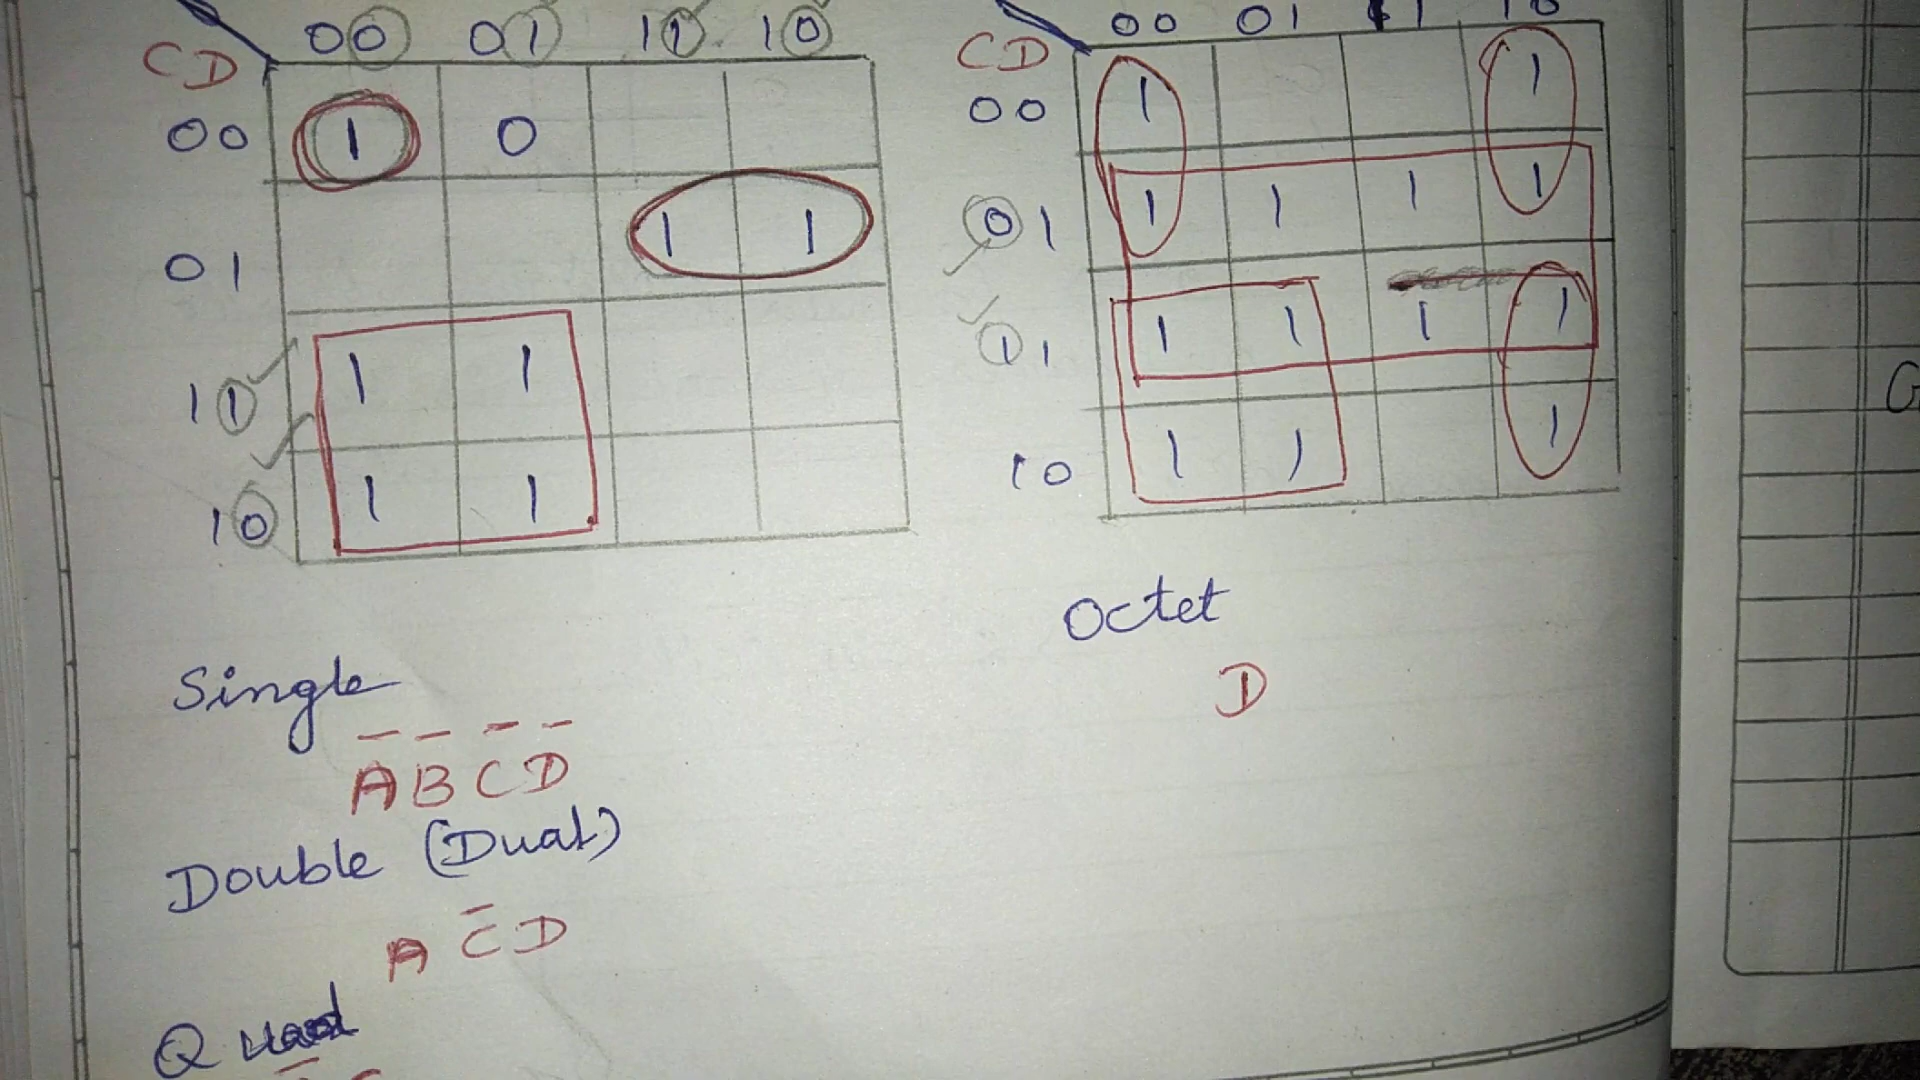 00 01 11 10
CD
00 1 0
01 1 1
11 1 1
10 1 1
00 01 11 10
CD
00 1 1
01 1 1 1 1
11 1 1 1 1
10 1 1 1
Octet
D
Single
A̅ B̅ C̅ D̅
Double (Dual)
A C̅ D
Quad
G